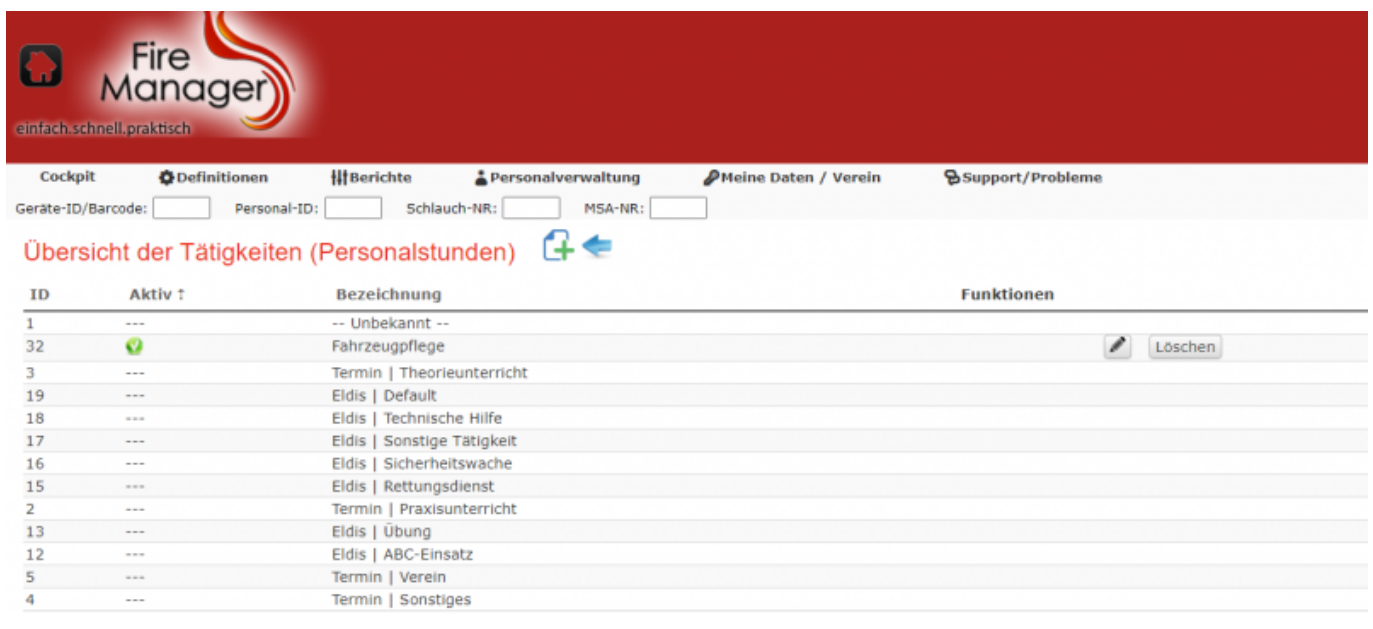 Fire
Manager
einfach.schnell.praktisch
Cockpit Definitionen Berichte Personalverwaltung Meine Daten / Verein Support/Probleme
Geräte-ID/Barcode: Personal-ID: Schlauch-NR: MSA-NR:
Übersicht der Tätigkeiten (Personalstunden)
ID Aktiv ↑ Bezeichnung Funktionen
1 --- -- Unbekannt --
32 Fahrzeugpflege Löschen
3 --- Termin | Theorieunterricht
19 --- Eldis | Default
18 --- Eldis | Technische Hilfe
17 --- Eldis | Sonstige Tätigkeit
16 --- Eldis | Sicherheitswache
15 --- Eldis | Rettungsdienst
2 --- Termin | Praxisunterricht
13 --- Eldis | Übung
12 --- Eldis | ABC-Einsatz
5 --- Termin | Verein
4 --- Termin | Sonstiges